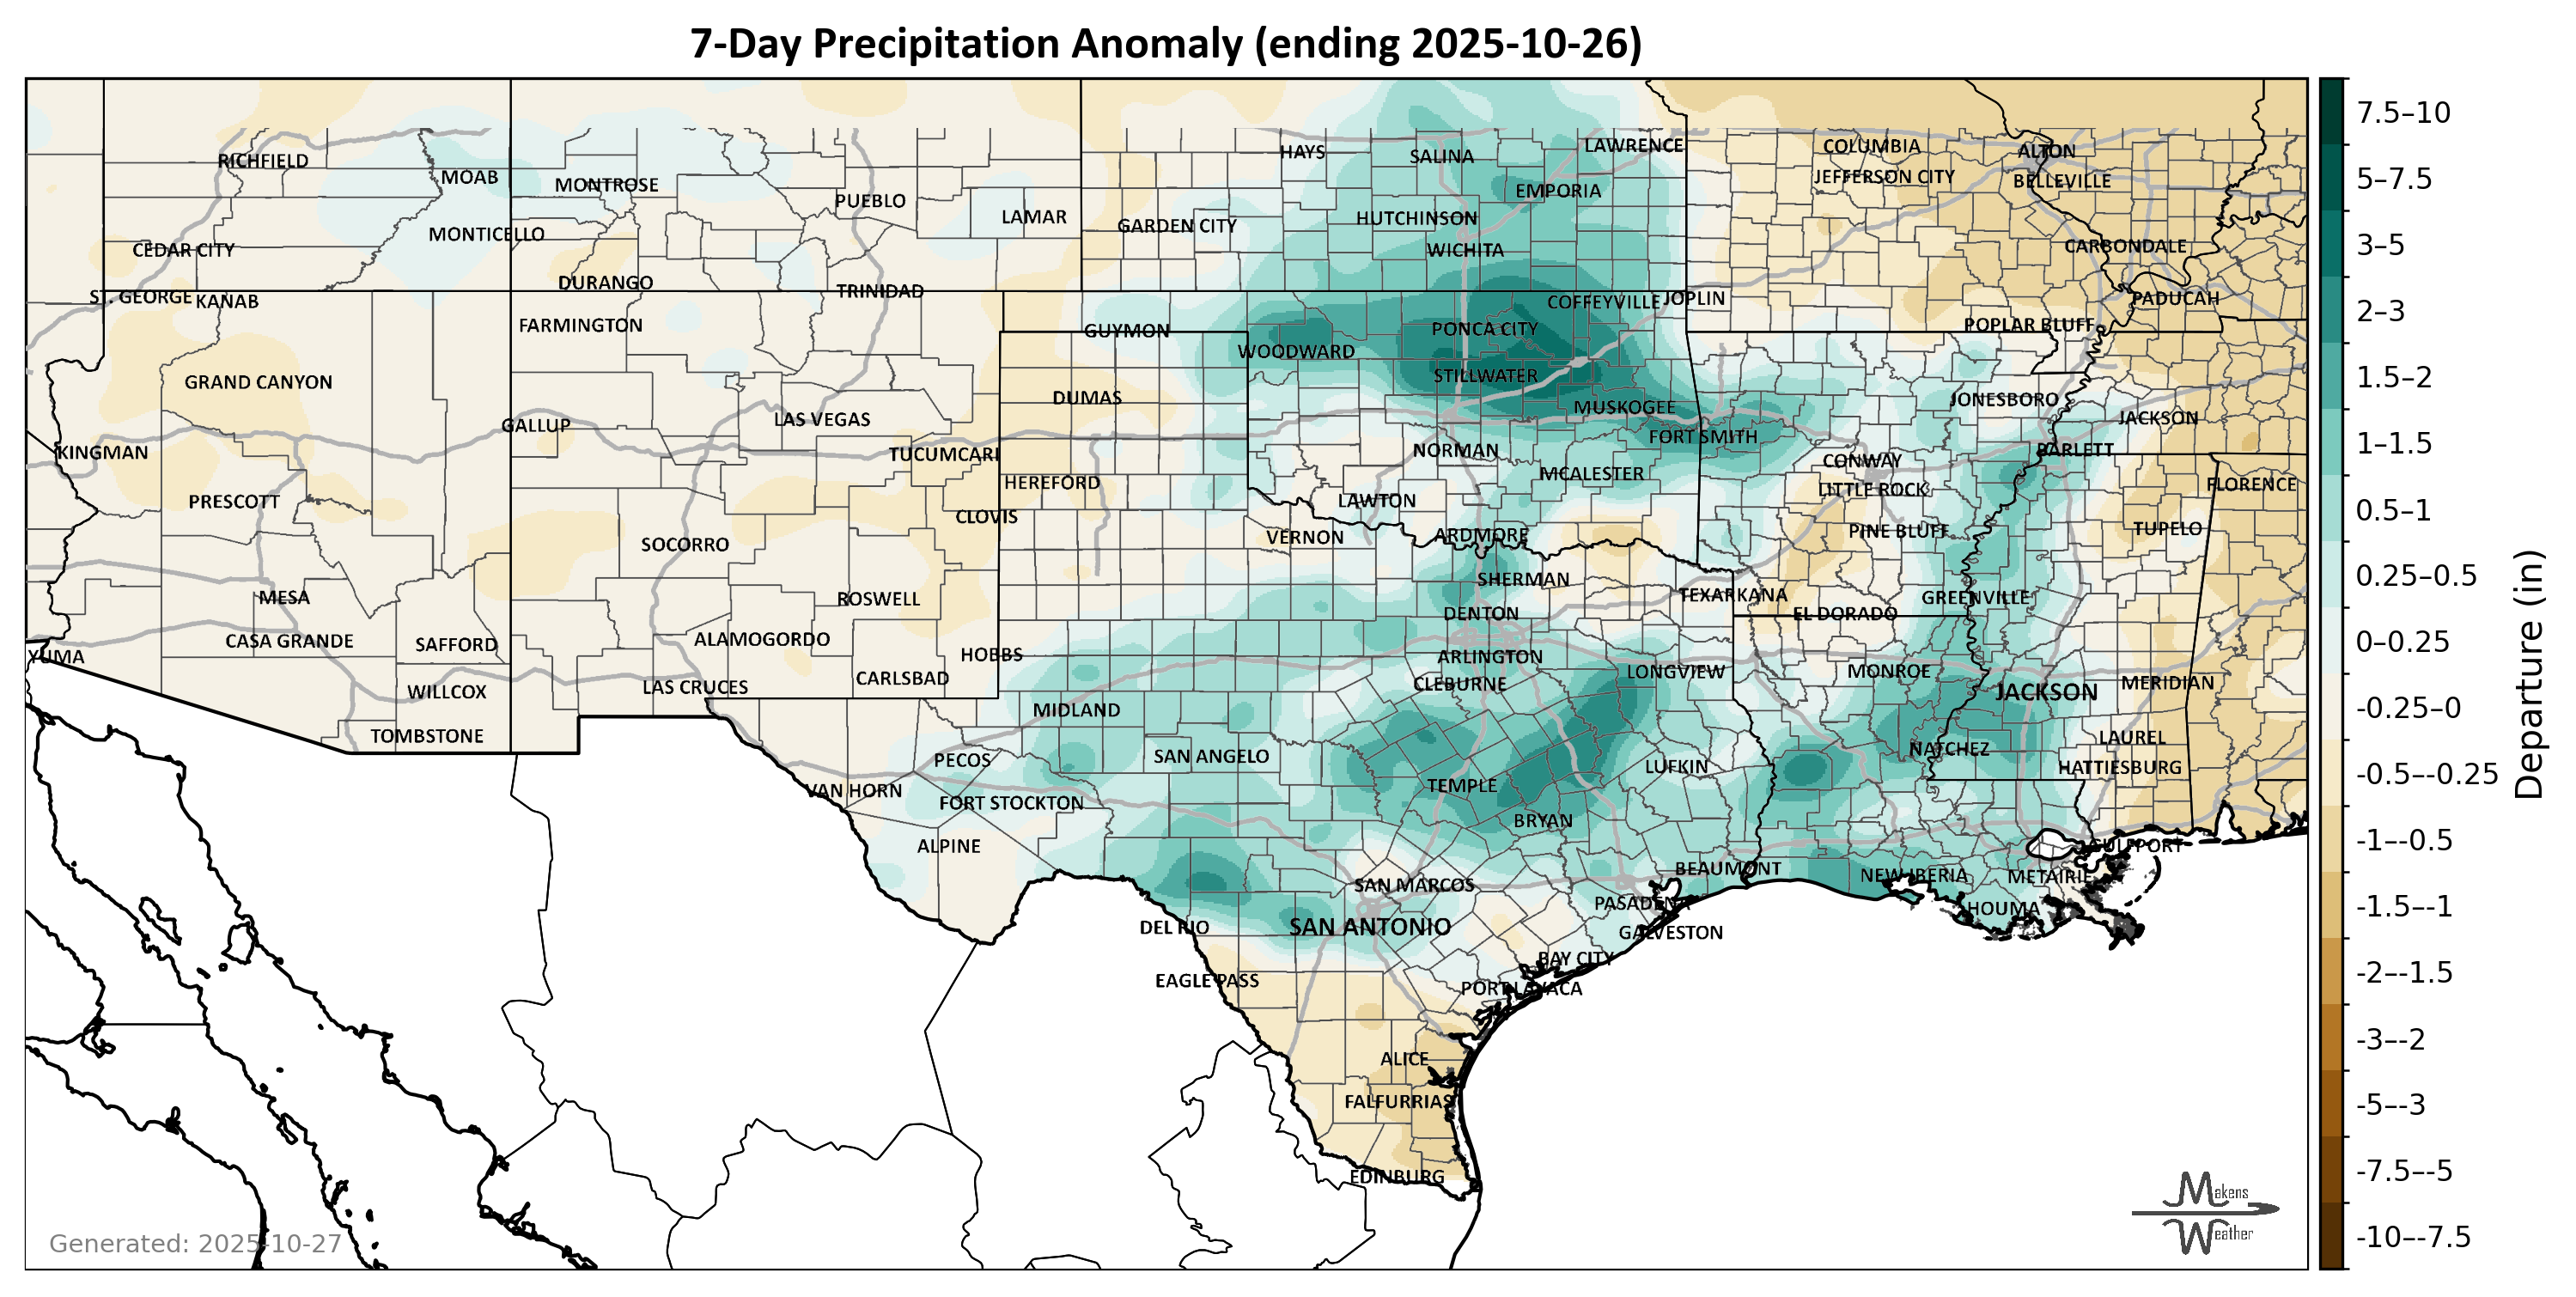 7-Day Precipitation Anomaly (ending 2025-10-26)
RICHFIELD
MOAB
MONTROSE
PUEBLO
LAMAR
MONTICELLO
CEDAR CITY
DURANGO
TRINIDAD
ST. GEORGE
KANAB
FARMINGTON
GRAND CANYON
GALLUP
LAS VEGAS
KINGMAN
TUCUMCARI
PRESCOTT
CLOVIS
SOCORRO
MESA
ROSWELL
CASA GRANDE
SAFFORD
ALAMOGORDO
YUMA
HOBBS
WILLCOX
LAS CRUCES
CARLSBAD
TOMBSTONE
HAYS
SALINA
LAWRENCE
EMPORIA
GARDEN CITY
HUTCHINSON
WICHITA
COFFEYVILLE
JOPLIN
GUYMON
PONCA CITY
WOODWARD
STILLWATER
DUMAS
MUSKOGEE
FORT SMITH
NORMAN
MCALESTER
HEREFORD
LAWTON
VERNON
ARDMORE
SHERMAN
DENTON
TEXARKANA
ARLINGTON
CLEBURNE
LONGVIEW
MIDLAND
SAN ANGELO
PECOS
TEMPLE
LUFKIN
VAN HORN
FORT STOCKTON
BRYAN
ALPINE
SAN MARCOS
BEAUMONT
PASADENA
DEL RIO
SAN ANTONIO
GALVESTON
EAGLE PASS
BAY CITY
PORT LAVACA
ALICE
FALFURRIAS
EDINBURG
COLUMBIA
ALTON
JEFFERSON CITY
BELLEVILLE
CARBONDALE
PADUCAH
POPLAR BLUFF
JONESBORO
JACKSON
BARLETT
CONWAY
LITTLE ROCK
FLORENCE
PINE BLUFF
TUPELO
GREENVILLE
EL DORADO
MONROE
JACKSON
MERIDIAN
NATCHEZ
LAUREL
HATTIESBURG
GULFPORT
NEW IBERIA
METAIRIE
HOUMA
7.5–10
5–7.5
3–5
2–3
1.5–2
1–1.5
0.5–1
0.25–0.5
0–0.25
-0.25–0
-0.5–-0.25
-1–-0.5
-1.5–-1
-2–-1.5
-3–-2
-5–-3
-7.5–-5
-10–-7.5
Departure (in)
Generated: 2025-10-27
Makens
Weather